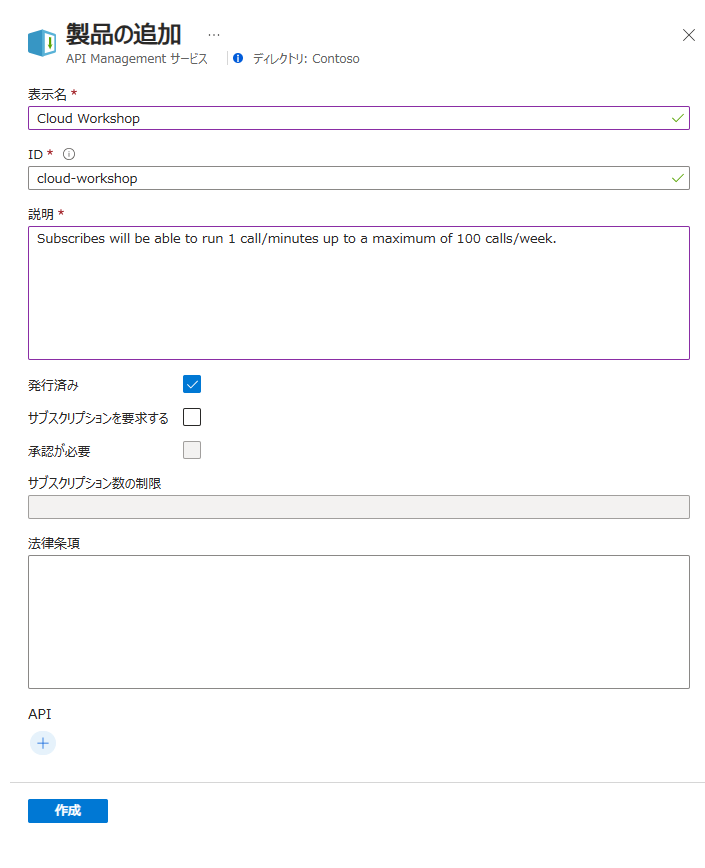 製品の追加 …
API Management サービス ディレクトリ: Contoso
表示名 *
Cloud Workshop
ID *
cloud-workshop
説明 *
Subscribes will be able to run 1 call/minutes up to a maximum of 100 calls/week.
発行済み
サブスクリプションを要求する
承認が必要
サブスクリプション数の制限
法律条項
API
作成